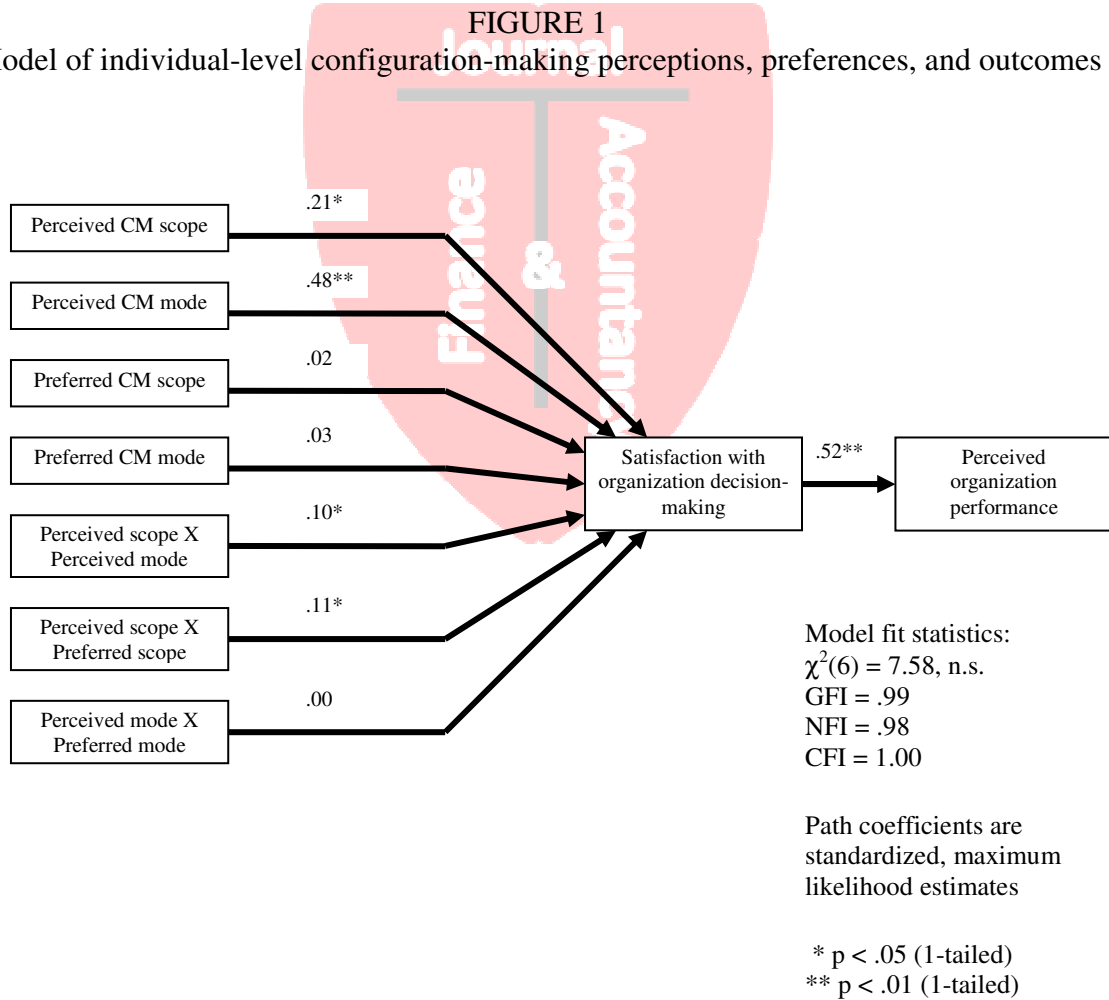 FIGURE 1
Model of individual-level configuration-making perceptions, preferences, and outcomes
Journal
Finance
&
Accountanc
Perceived CM scope
.21*
Perceived CM mode
.48**
Preferred CM scope
.02
Preferred CM mode
.03
Perceived scope X
Perceived mode
.10*
Perceived scope X
Preferred scope
.11*
Perceived mode X
Preferred mode
.00
Satisfaction with
organization decision-
making
.52**
Perceived
organization
performance
Model fit statistics:
χ²(6) = 7.58, n.s.
GFI = .99
NFI = .98
CFI = 1.00
Path coefficients are
standardized, maximum
likelihood estimates
* p < .05 (1-tailed)
** p < .01 (1-tailed)